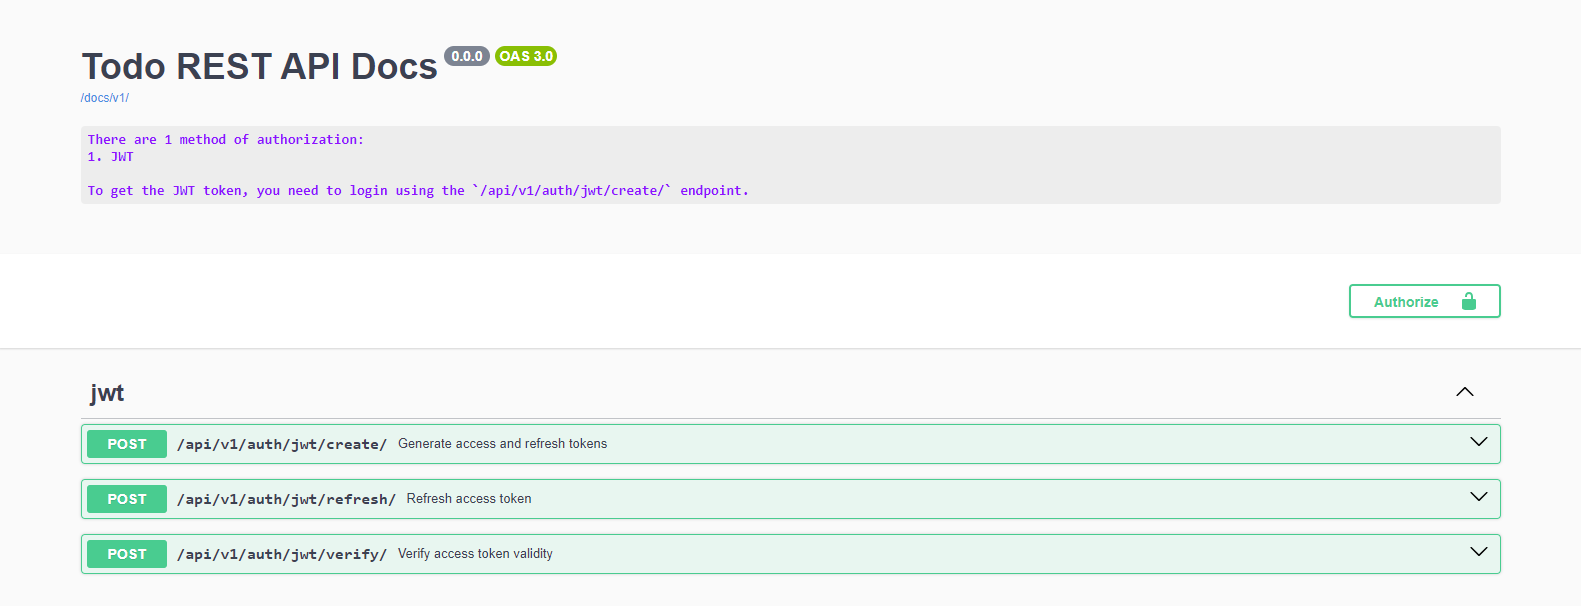 Todo REST API Docs 0.0.0 OAS 3.0
/docs/v1/
There are 1 method of authorization:
1. JWT
To get the JWT token, you need to login using the `/api/v1/auth/jwt/create/` endpoint.
Authorize
jwt
POST /api/v1/auth/jwt/create/ Generate access and refresh tokens
POST /api/v1/auth/jwt/refresh/ Refresh access token
POST /api/v1/auth/jwt/verify/ Verify access token validity